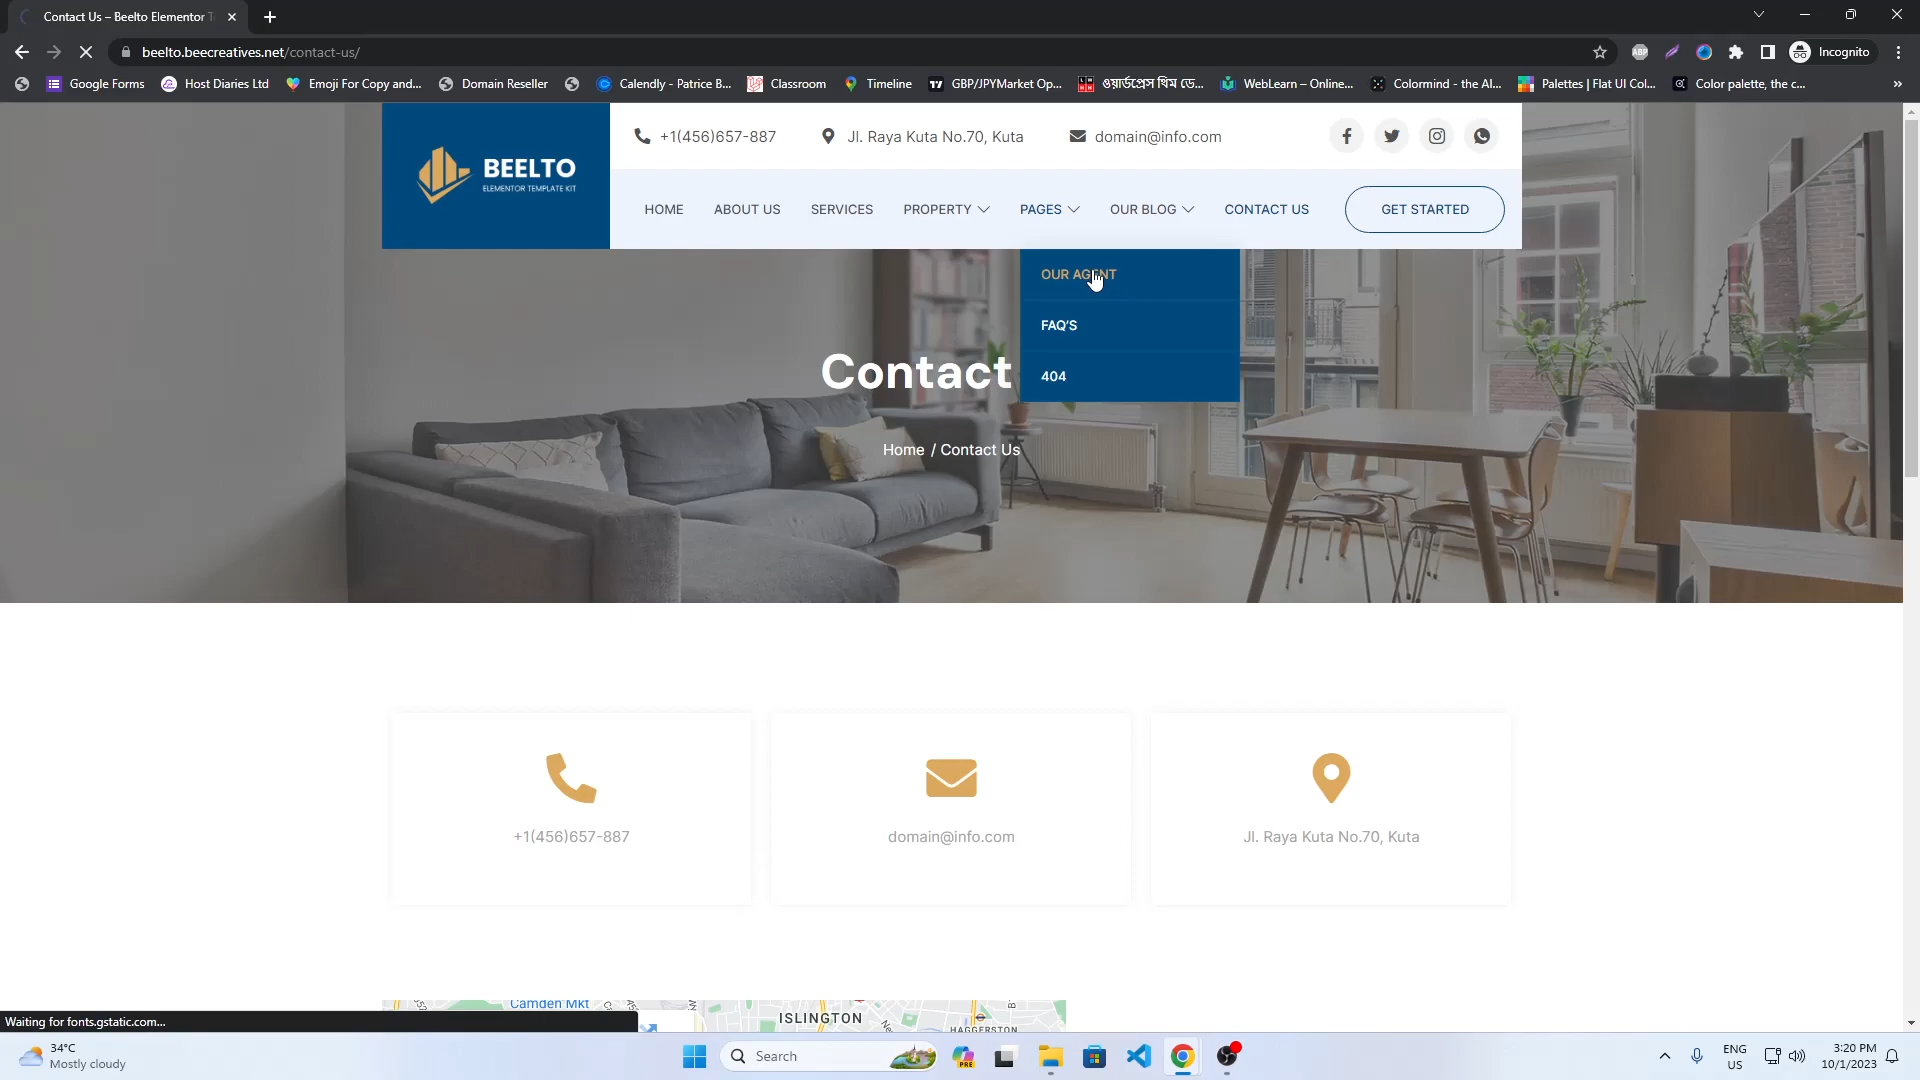 Contact Us – Beelto Elementor T
beelto.beecreatives.net/contact-us/
ABP
Incognito
Google Forms
Host Diaries Ltd
Emoji For Copy and...
Domain Reseller
Calendly - Patrice B...
Classroom
Timeline
GBP/JPYMarket Op...
ওয়ার্ডপ্রেস থিম ডে...
WebLearn – Online...
Colormind - the AI...
Palettes | Flat UI Col...
Color palette, the c...
»
BEELTO
ELEMENTOR TEMPLATE KIT
+1(456)657-887
Jl. Raya Kuta No.70, Kuta
domain@info.com
HOME
ABOUT US
SERVICES
PROPERTY
PAGES
OUR BLOG
CONTACT US
GET STARTED
OUR AGENT
FAQ'S
404
Contact
Home / Contact Us
+1(456)657-887
domain@info.com
Jl. Raya Kuta No.70, Kuta
Camden Mkt
ISLINGTON
HAGGERSTON
Waiting for fonts.gstatic.com...
34°C
Mostly cloudy
Search
PRE
ENG
US
3:20 PM
10/1/2023